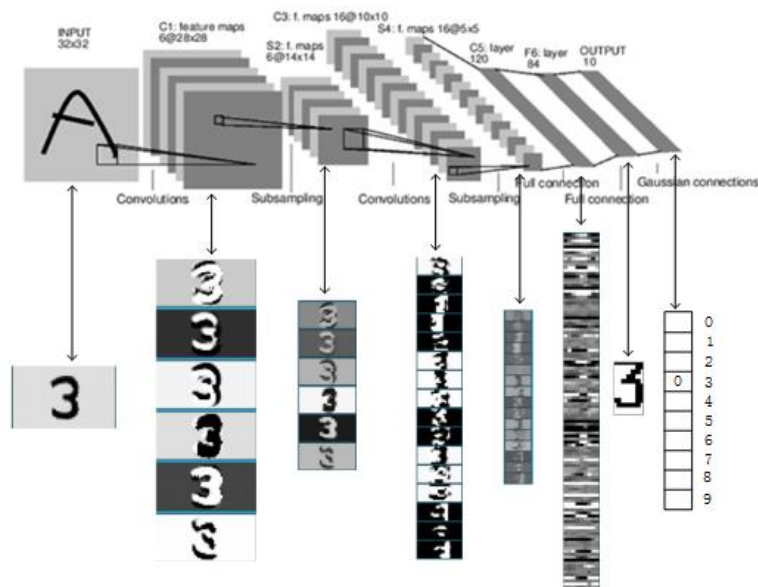 INPUT
32x32
C1: feature maps
6@28x28
S2: f. maps
6@14x14
C3: f. maps 16@10x10
S4: f. maps 16@5x5
C5: layer
120
F6: layer
84
OUTPUT
10
Convolutions
Subsampling
Convolutions
Subsampling
Full connection
Full connection
Gaussian connections
A
3
0
1
2
0 3
4
5
6
7
8
9